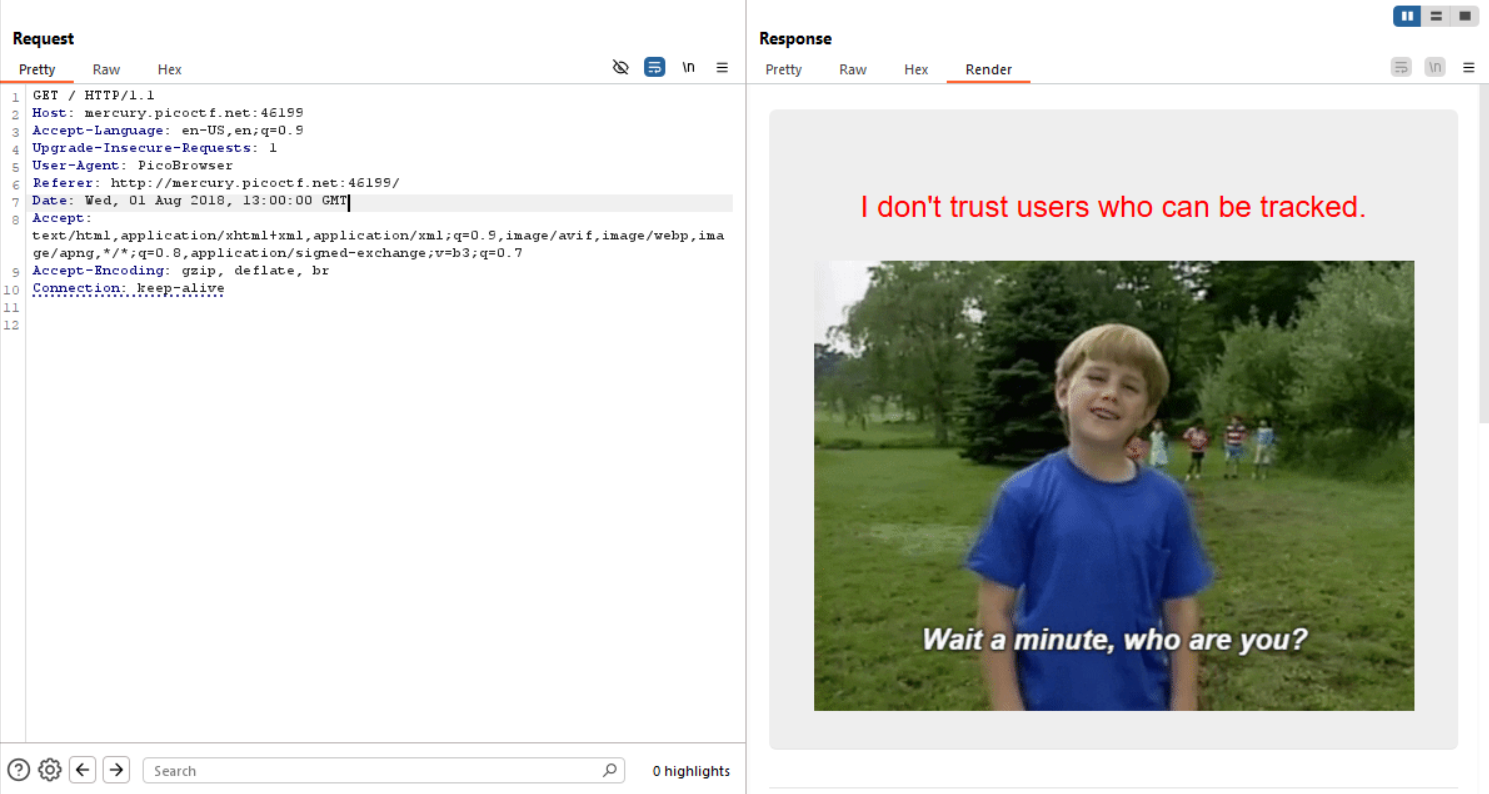 Request
Pretty Raw Hex
\n
1 GET / HTTP/1.1
2 Host: mercury.picoctf.net:46199
3 Accept-Language: en-US,en;q=0.9
4 Upgrade-Insecure-Requests: 1
5 User-Agent: PicoBrowser
6 Referer: http://mercury.picoctf.net:46199/
7 Date: Wed, 01 Aug 2018, 13:00:00 GMT
8 Accept:
text/html,application/xhtml+xml,application/xml;q=0.9,image/avif,image/webp,ima
ge/apng,*/*;q=0.8,application/signed-exchange;v=b3;q=0.7
9 Accept-Encoding: gzip, deflate, br
10 Connection: keep-alive
11
12
Search
0 highlights
Response
Pretty Raw Hex Render
\n
I don't trust users who can be tracked.
Wait a minute, who are you?